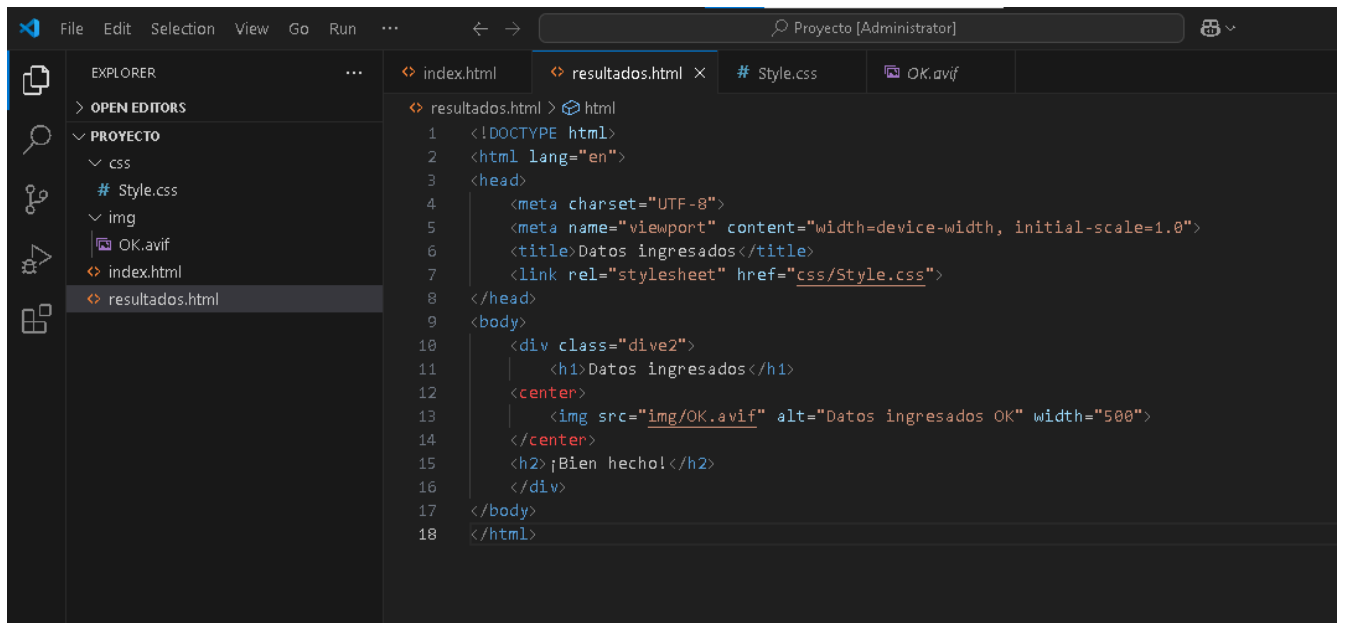 File Edit Selection View Go Run ... Proyecto [Administrator]
EXPLORER ...
OPEN EDITORS
PROYECTO
css
# Style.css
img
OK.avif
index.html
resultados.html
index.html resultados.html # Style.css OK.avif
resultados.html > html
1 <!DOCTYPE html>
2 <html lang="en">
3 <head>
4 <meta charset="UTF-8">
5 <meta name="viewport" content="width=device-width, initial-scale=1.0">
6 <title>Datos ingresados</title>
7 <link rel="stylesheet" href="css/Style.css">
8 </head>
9 <body>
10 <div class="dive2">
11 <h1>Datos ingresados</h1>
12 <center>
13 <img src="img/OK.avif" alt="Datos ingresados OK" width="500">
14 </center>
15 <h2>¡Bien hecho!</h2>
16 </div>
17 </body>
18 </html>